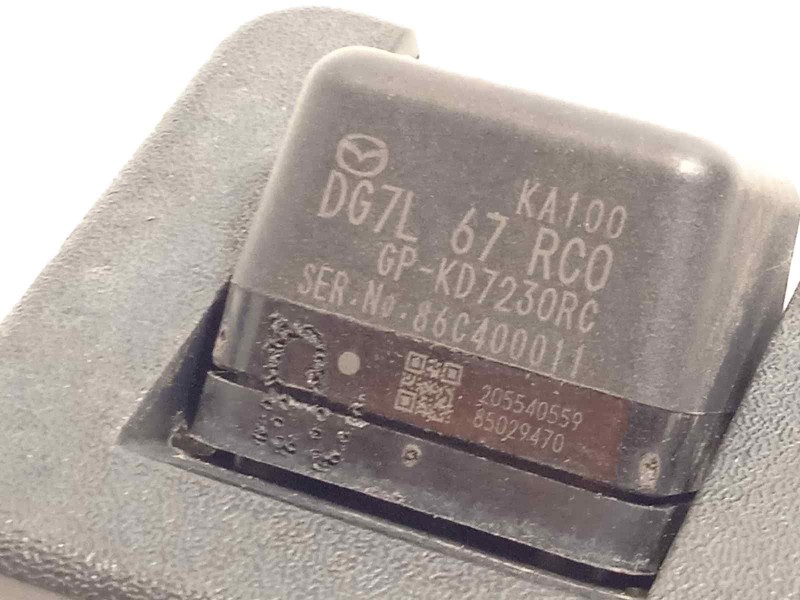 KA100
DG7L 67 RC0
GP-KD7230RC
SER.No.86C400011
205540559
85029470